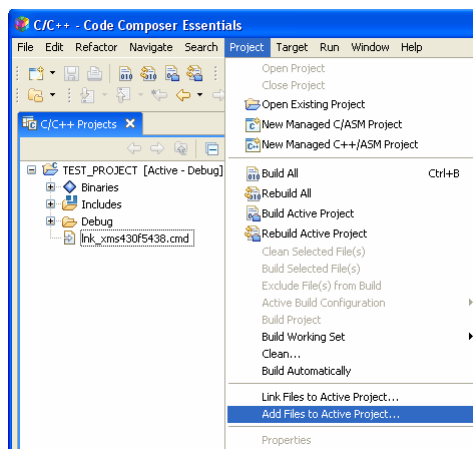 C/C++ - Code Composer Essentials
File Edit Refactor Navigate Search Project Target Run Window Help
Open Project
Close Project
Open Existing Project
New Managed C/ASM Project
New Managed C++/ASM Project
Build All Ctrl+B
Rebuild All
Build Active Project
Rebuild Active Project
Clean Selected File(s)
Build Selected File(s)
Exclude File(s) from Build
Active Build Configuration
Build Project
Build Working Set
Clean...
Build Automatically
Link Files to Active Project...
Add Files to Active Project...
Properties
C/C++ Projects
TEST_PROJECT [Active - Debug]
Binaries
Includes
Debug
lnk_xms430f5438.cmd